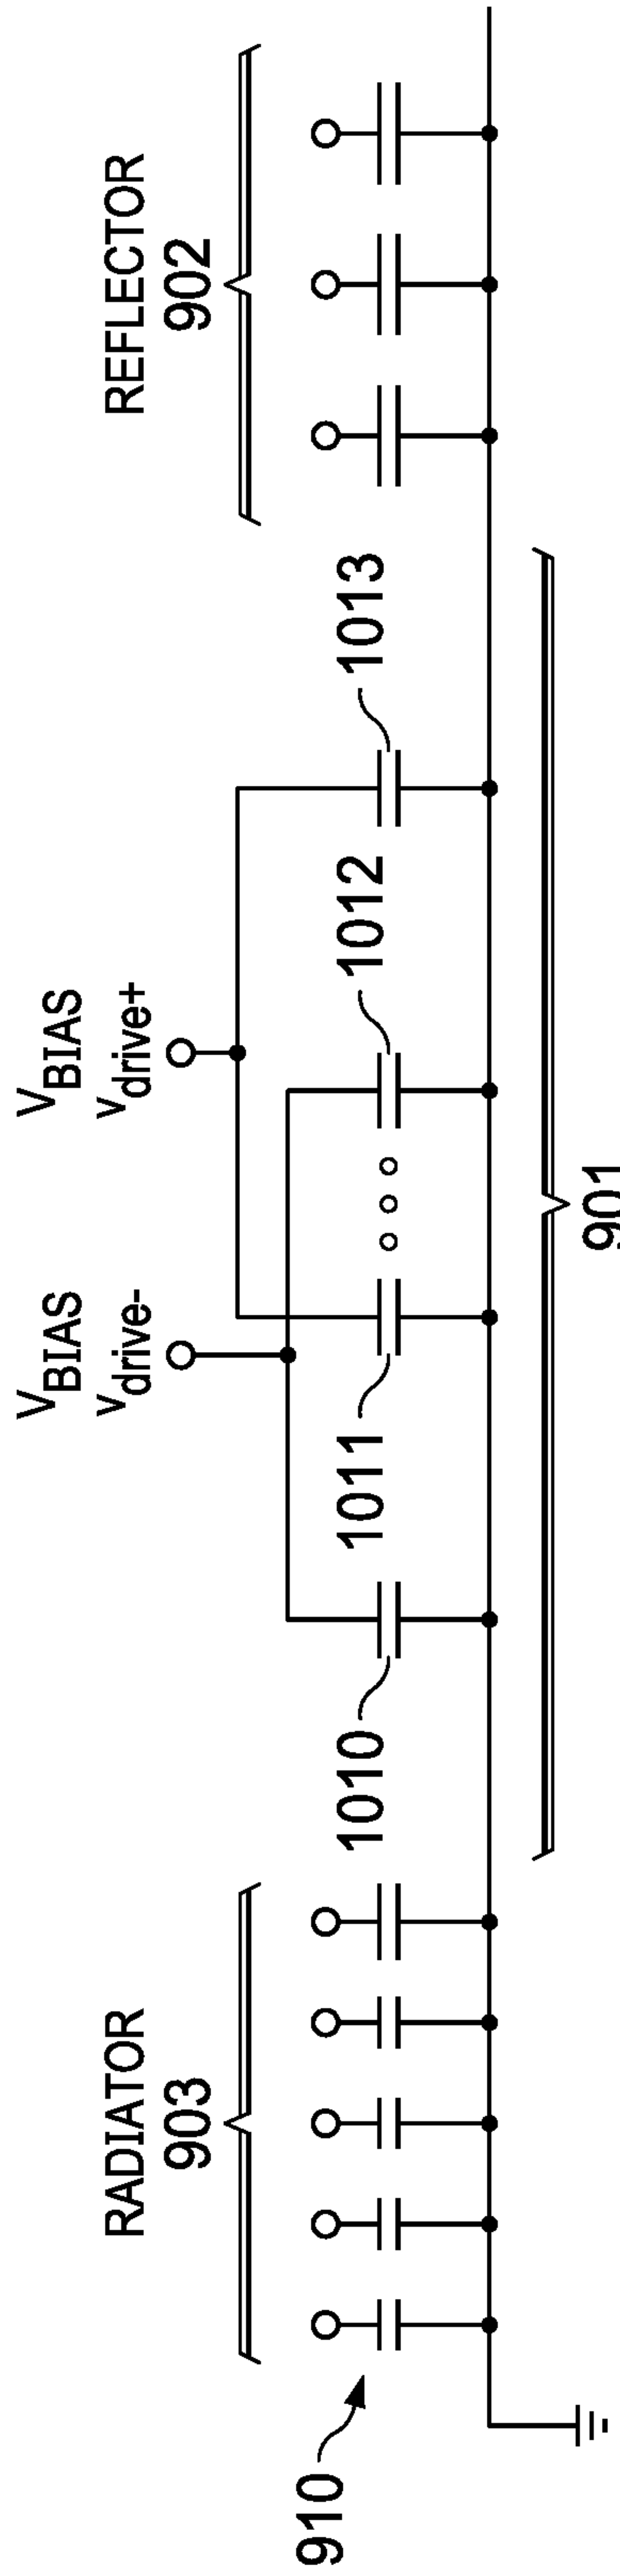 V_BIAS
v_drive-
V_BIAS
v_drive+
RADIATOR
903
REFLECTOR
902
910
1010
1011
1012
1013
901